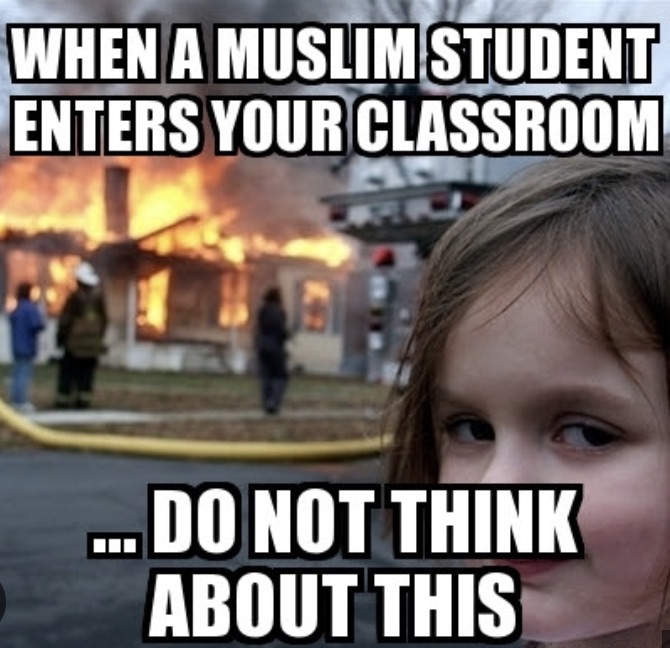 WHEN A MUSLIM STUDENT
ENTERS YOUR CLASSROOM
... DO NOT THINK
ABOUT THIS